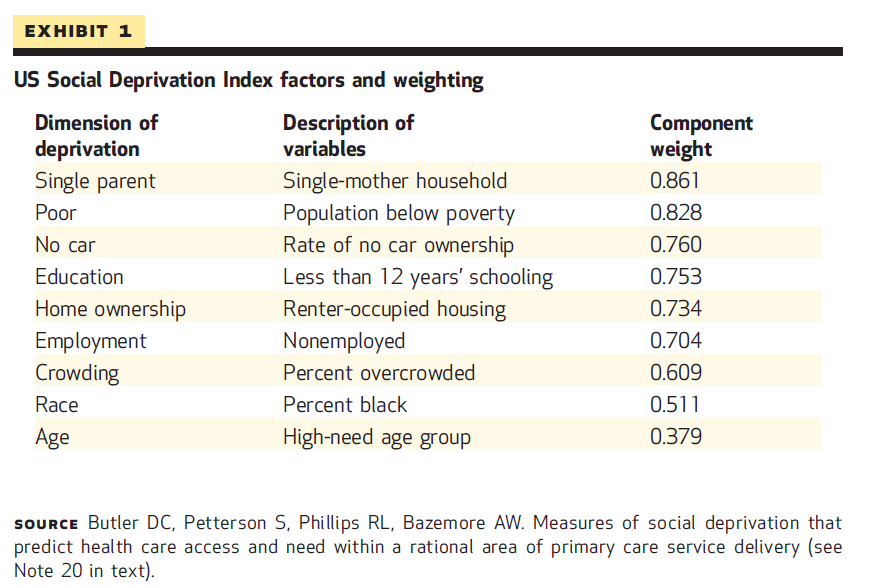 EXHIBIT 1
US Social Deprivation Index factors and weighting
Dimension of deprivation Description of variables Component weight
Single parent Single-mother household 0.861
Poor Population below poverty 0.828
No car Rate of no car ownership 0.760
Education Less than 12 years’ schooling 0.753
Home ownership Renter-occupied housing 0.734
Employment Nonemployed 0.704
Crowding Percent overcrowded 0.609
Race Percent black 0.511
Age High-need age group 0.379
SOURCE Butler DC, Petterson S, Phillips RL, Bazemore AW. Measures of social deprivation that
predict health care access and need within a rational area of primary care service delivery (see
Note 20 in text).